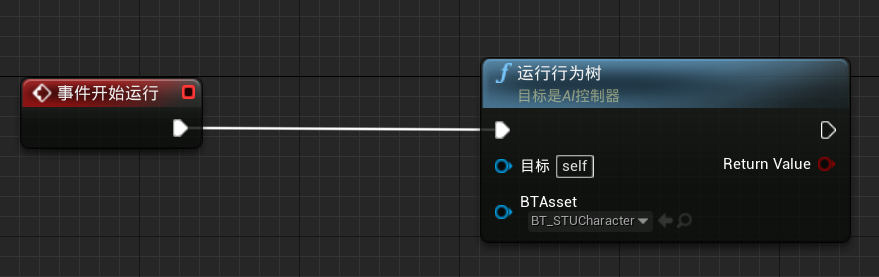 事件开始运行
运行行为树
目标是AI控制器
目标 self
Return Value
BTAsset
BT_STUCharacter